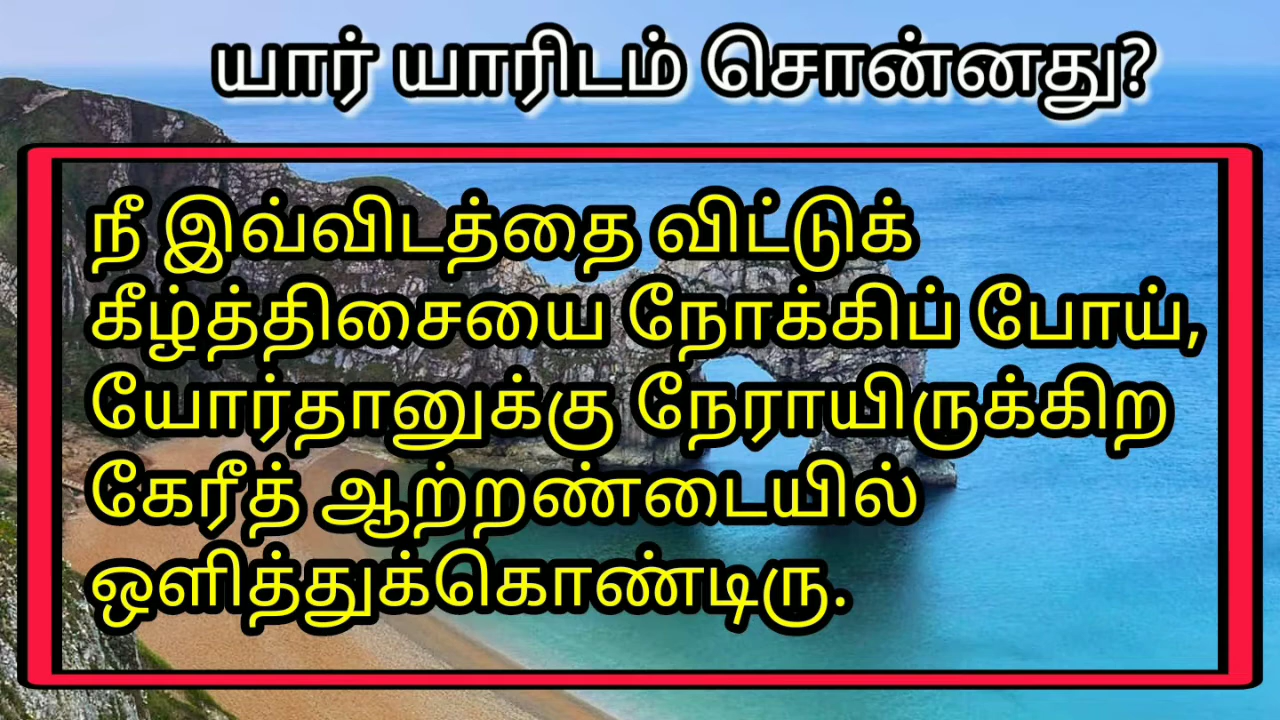 யார் யாரிடம் சொன்னது?
நீ இவ்விடத்தை விட்டுக்
கீழ்த்திசையை நோக்கிப் போய்,
யோர்தானுக்கு நேராயிருக்கிற
கேரீத் ஆற்றண்டையில்
ஒளித்துக்கொண்டிரு.